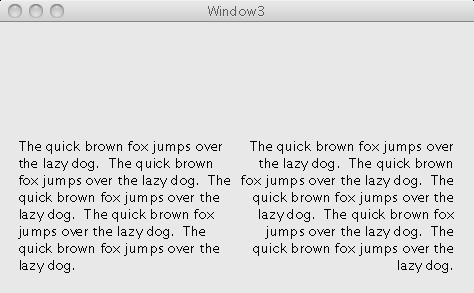 Window3
The quick brown fox jumps over
the lazy dog.  The quick brown
fox jumps over the lazy dog.  The
quick brown fox jumps over the
lazy dog.  The quick brown fox
jumps over the lazy dog.  The
quick brown fox jumps over the
lazy dog.
The quick brown fox jumps over
the lazy dog.  The quick brown
fox jumps over the lazy dog.  The
quick brown fox jumps over the
lazy dog.  The quick brown fox
jumps over the lazy dog.  The
quick brown fox jumps over the
lazy dog.